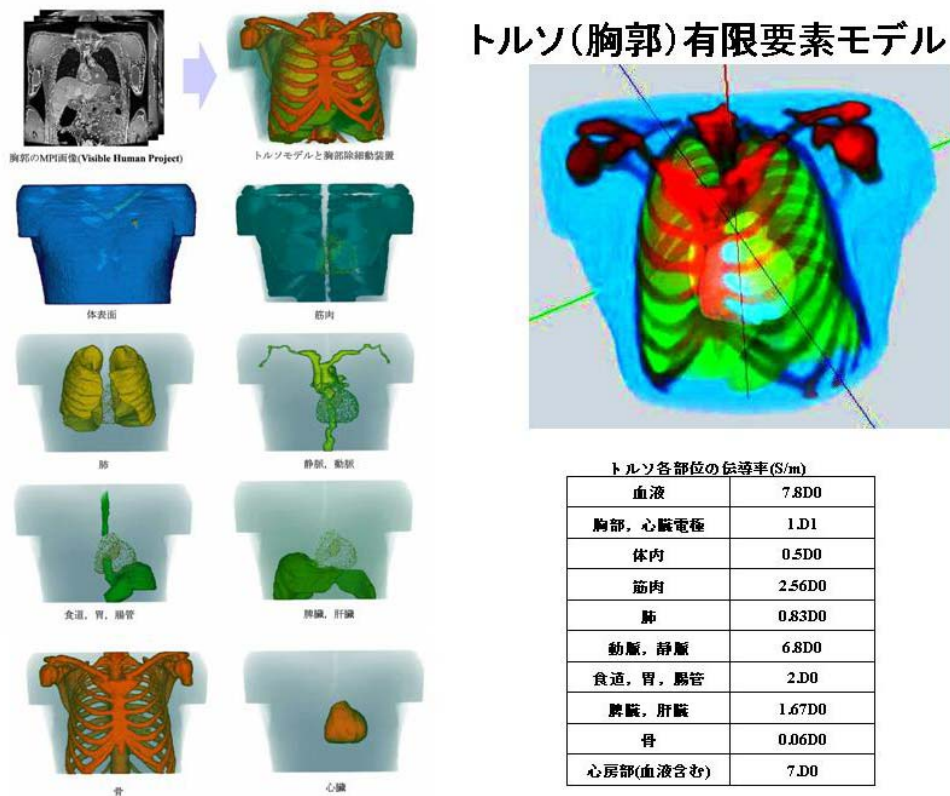 トルソ(胸郭)有限要素モデル
胸郭のMPI画像(Visible Human Project)
トルソモデルと胸部除細動装置
体表面
筋肉
肺
静脈，動脈
食道，胃，腸管
脾臓，肝臓
骨
心臓
トルソ各部位の伝導率(S/m)
血液 7.8D0
胸部，心臓電極 1.D1
体内 0.5D0
筋肉 2.56D0
肺 0.83D0
動脈，静脈 6.8D0
食道，胃，腸管 2.D0
脾臓，肝臓 1.67D0
骨 0.06D0
心房部(血液含む) 7.D0